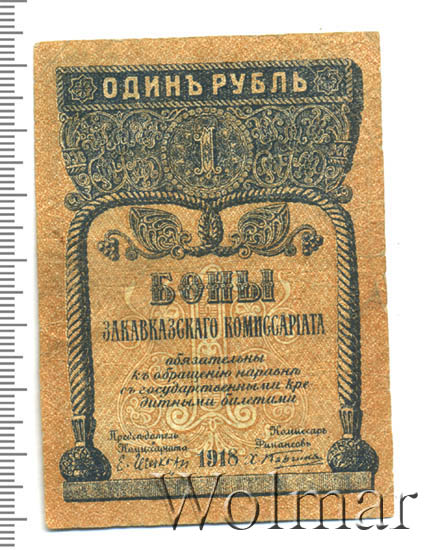 ОДИНЪ РУБЛЬ
1
БОНЫ
ЗАКАВКАЗСКАГО КОМИССАРІАТА
обязательны
къ обращенію наравнѣ
съ государственными кре
дитными билетами
Предсѣдатель Комиссаръ
Комиссаріата Финансовъ
1918
Wolmar